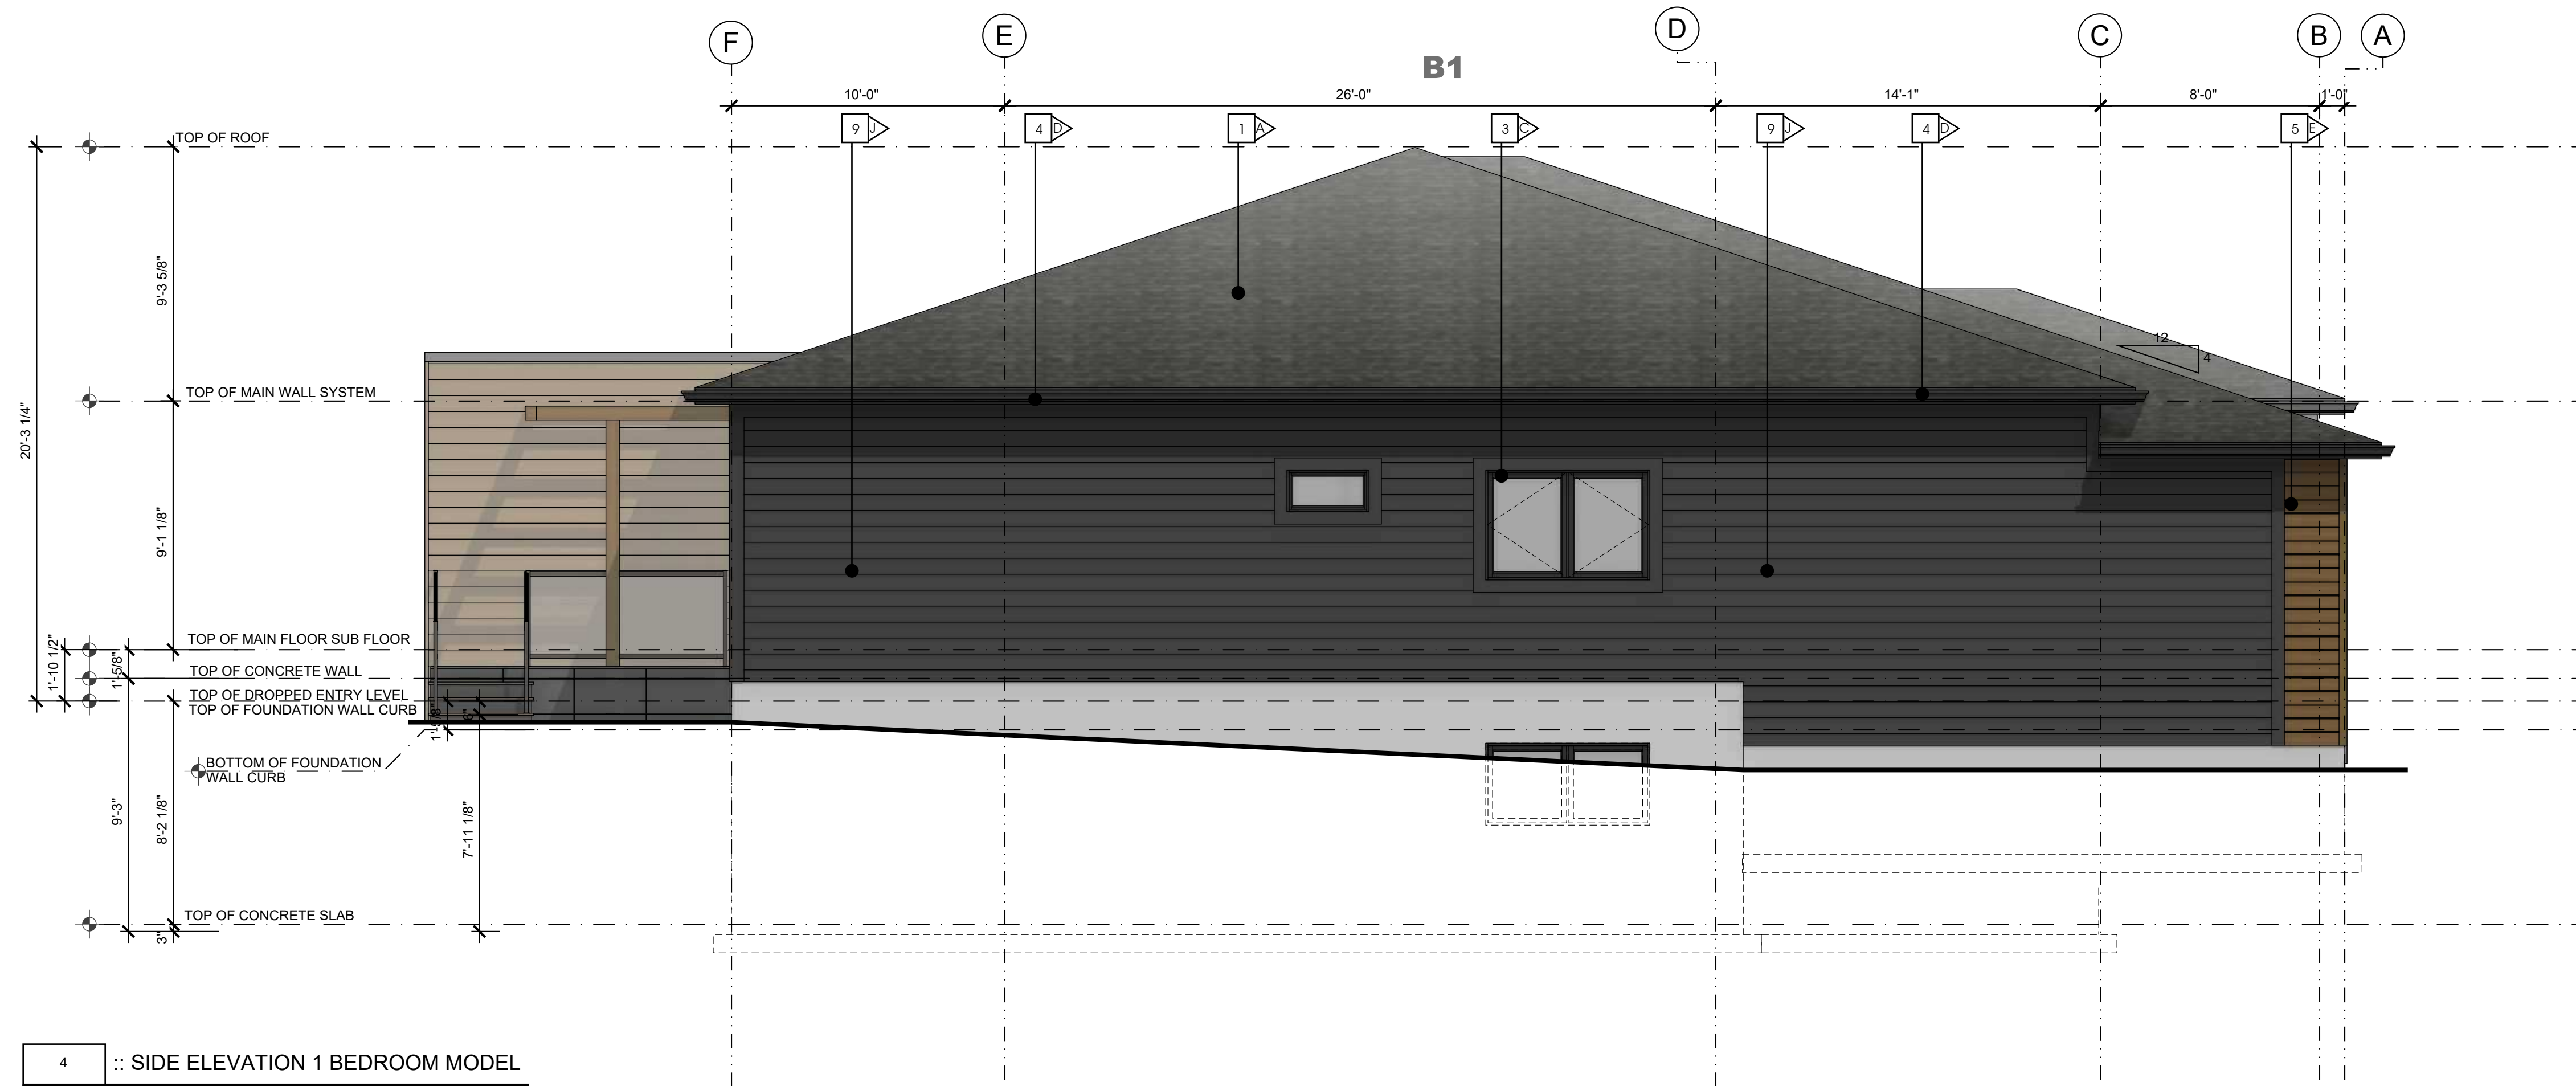 F
E
D
C
B
A
B1
10'-0"
26'-0"
14'-1"
8'-0"
1'-0"
9 J
4 D
1 A
3 C
9 J
4 D
5 E
TOP OF ROOF
9'-3 5/8"
12
4
TOP OF MAIN WALL SYSTEM
20'-3 1/4"
9'-1 1/8"
TOP OF MAIN FLOOR SUB FLOOR
1'-10 1/2"
1'-5/8"
TOP OF CONCRETE WALL
TOP OF DROPPED ENTRY LEVEL
TOP OF FOUNDATION WALL CURB
6"
BOTTOM OF FOUNDATION
WALL CURB
9'-3"
8'-2 1/8"
7'-11 1/8"
TOP OF CONCRETE SLAB
3"
4
:: SIDE ELEVATION 1 BEDROOM MODEL